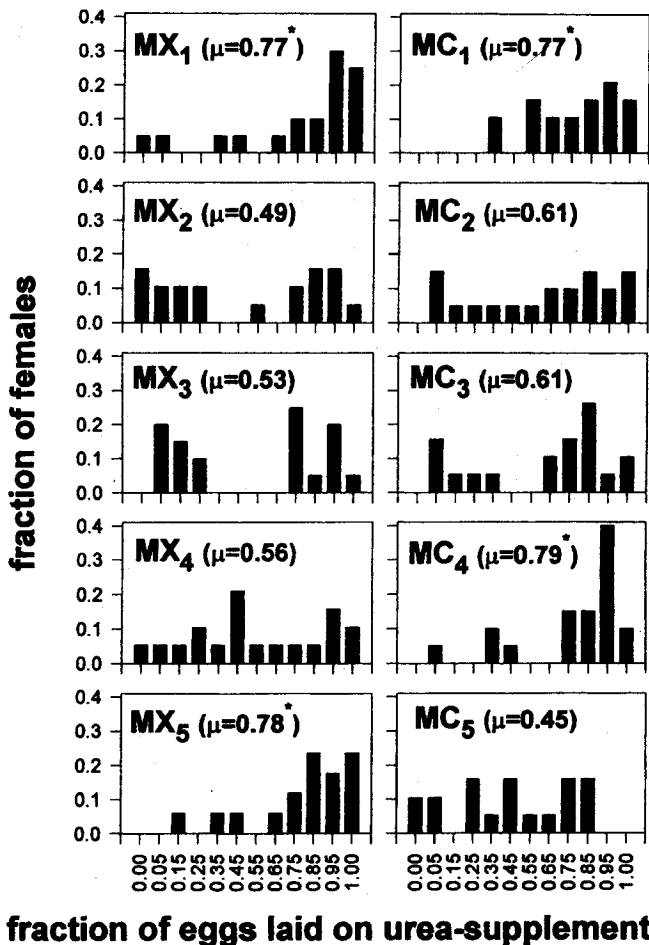 MX1 (μ=0.77*)
MC1 (μ=0.77*)
0.4
0.3
0.2
0.1
0.0
MX2 (μ=0.49)
MC2 (μ=0.61)
0.4
0.3
0.2
0.1
0.0
MX3 (μ=0.53)
MC3 (μ=0.61)
0.4
0.3
0.2
0.1
0.0
MX4 (μ=0.56)
MC4 (μ=0.79*)
0.4
0.3
0.2
0.1
0.0
MX5 (μ=0.78*)
MC5 (μ=0.45)
0.4
0.3
0.2
0.1
0.0
fraction of females
0.00 0.05 0.15 0.25 0.35 0.45 0.55 0.65 0.75 0.85 0.95 1.00
0.00 0.05 0.15 0.25 0.35 0.45 0.55 0.65 0.75 0.85 0.95 1.00
fraction of eggs laid on urea-supplement